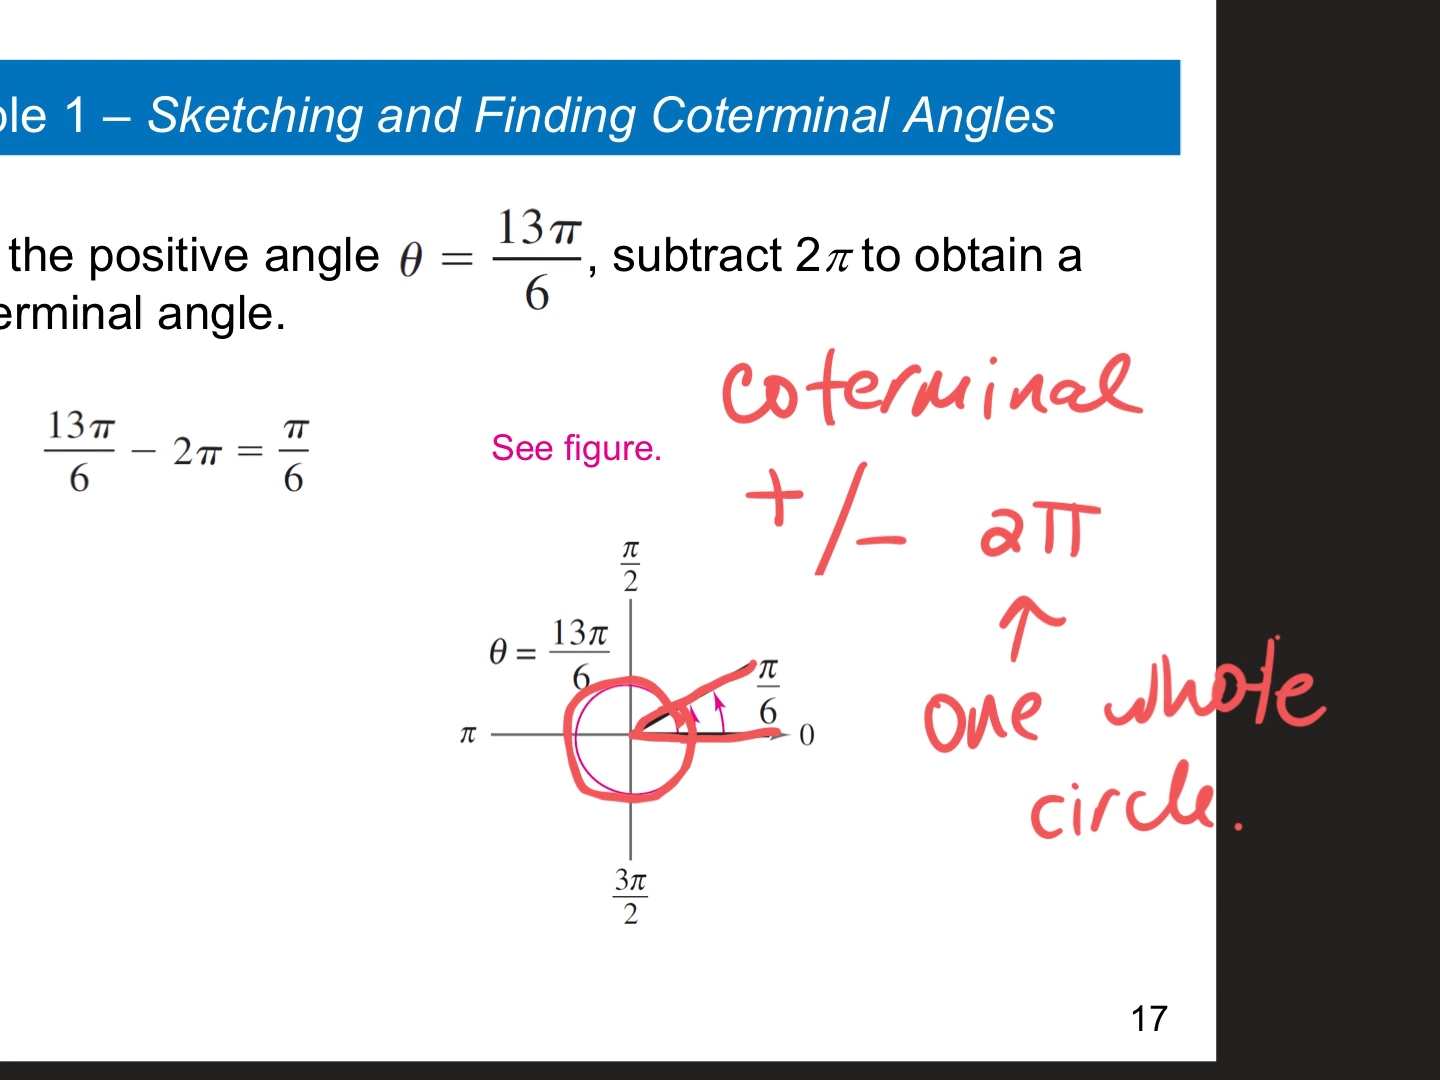 ole 1 – Sketching and Finding Coterminal Angles
the positive angle θ = 13π/6, subtract 2π to obtain a
erminal angle.
coterminal
13π/6 − 2π = π/6
See figure.
+/− 2π
π/2
θ = 13π/6
π/6
one whole
π
0
circle.
3π/2
17